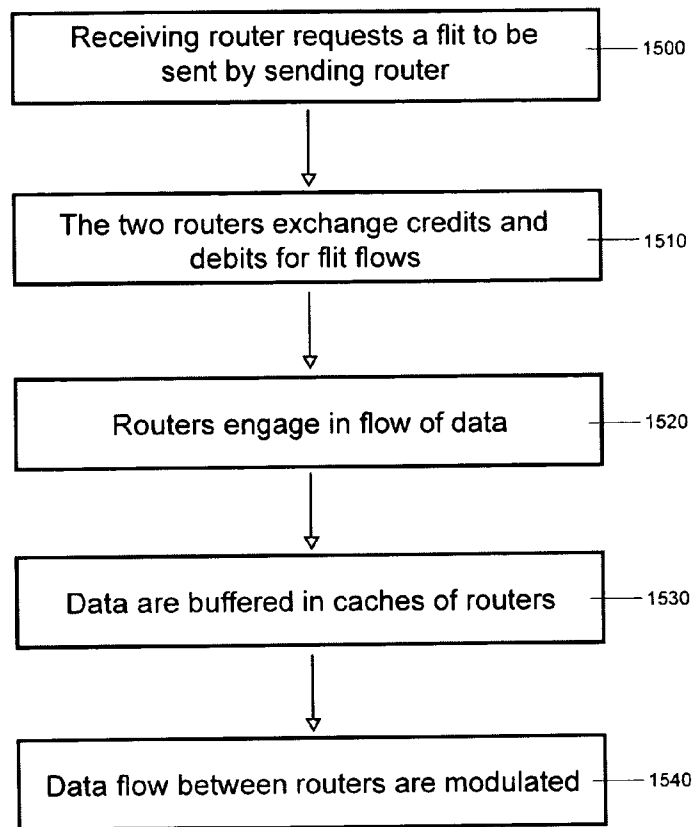 Receiving router requests a flit to be
sent by sending router
1500
The two routers exchange credits and
debits for flit flows
1510
Routers engage in flow of data
1520
Data are buffered in caches of routers
1530
Data flow between routers are modulated
1540